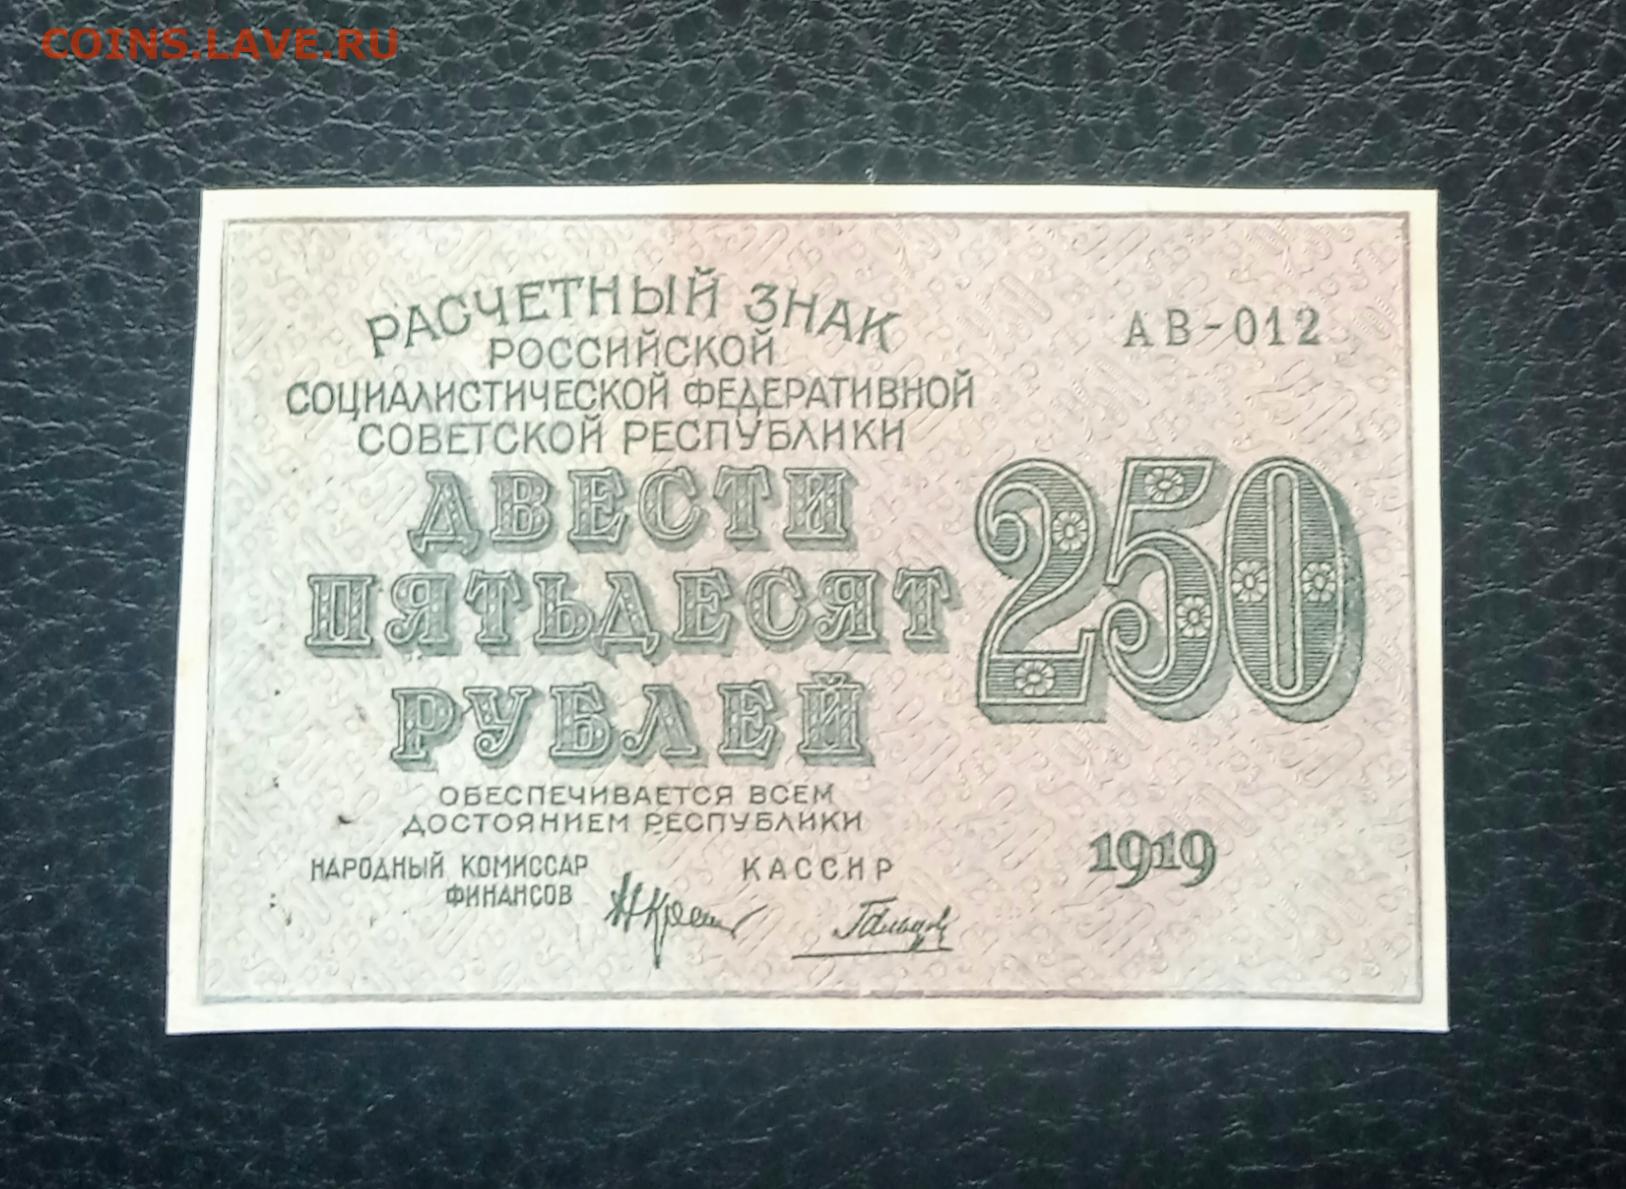 COINS.LAVE.RU
РАСЧЕТНЫЙ ЗНАК
РОССИЙСКОЙ
СОЦИАЛИСТИЧЕСКОЙ ФЕДЕРАТИВНОЙ
СОВЕТСКОЙ РЕСПУБЛИКИ
АВ-012
ДВЕСТИ
ПЯТЬДЕСЯТ
РУБЛЕЙ
250
ОБЕСПЕЧИВАЕТСЯ ВСЕМ
ДОСТОЯНИЕМ РЕСПУБЛИКИ
НАРОДНЫЙ КОМИССАР
ФИНАНСОВ
КАССИР
Гальцов
1919